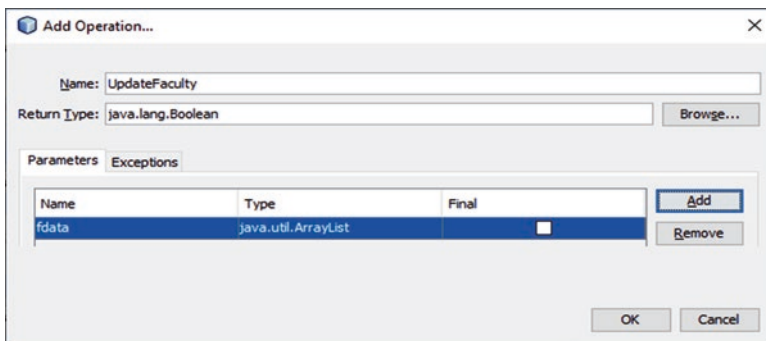 Add Operation...
Name: UpdateFaculty
Return Type: java.lang.Boolean Browse...
Parameters Exceptions
Name Type Final Add
fdata java.util.ArrayList Remove
OK Cancel